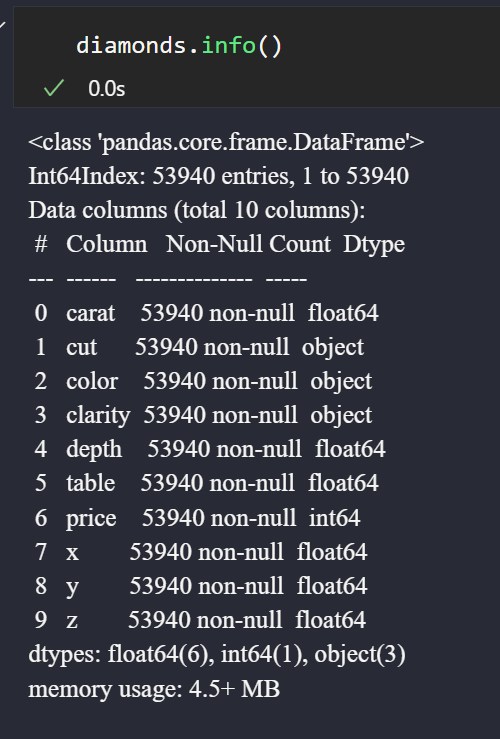 diamonds.info()
0.0s
<class 'pandas.core.frame.DataFrame'>
Int64Index: 53940 entries, 1 to 53940
Data columns (total 10 columns):
# Column Non-Null Count Dtype
--- ------ -------------- -----
0 carat 53940 non-null float64
1 cut 53940 non-null object
2 color 53940 non-null object
3 clarity 53940 non-null object
4 depth 53940 non-null float64
5 table 53940 non-null float64
6 price 53940 non-null int64
7 x 53940 non-null float64
8 y 53940 non-null float64
9 z 53940 non-null float64
dtypes: float64(6), int64(1), object(3)
memory usage: 4.5+ MB